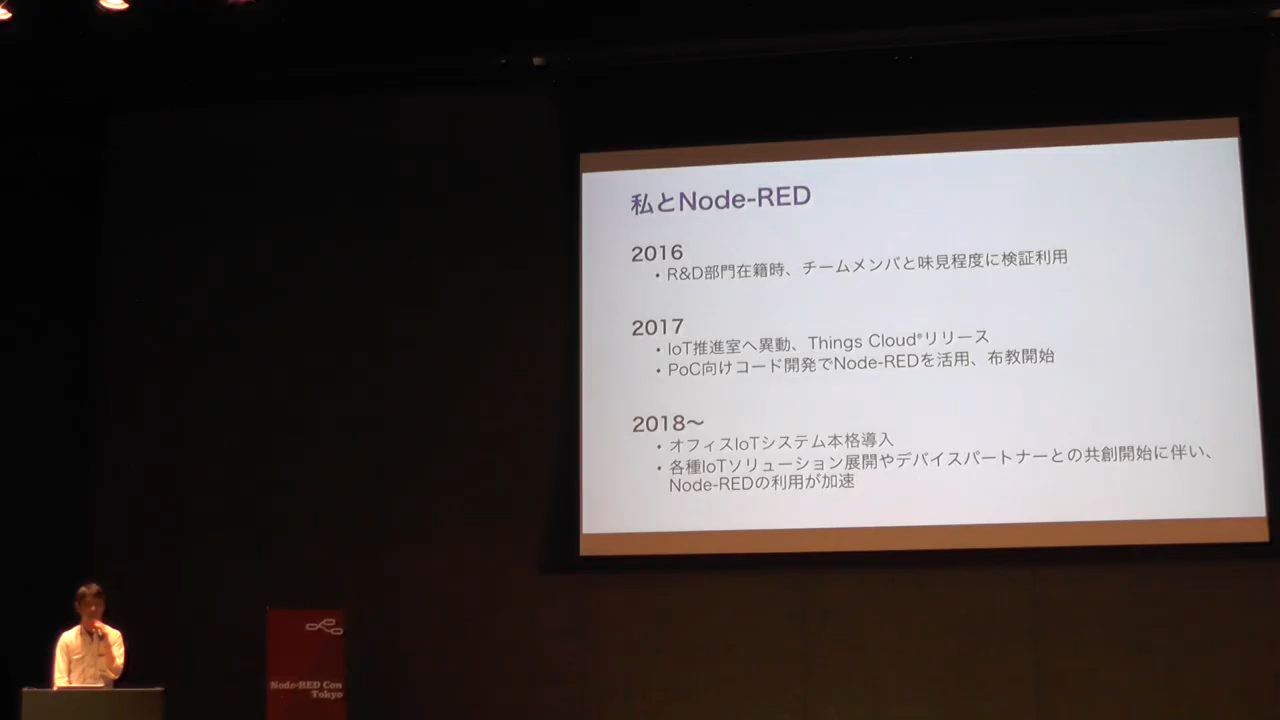 私とNode-RED
2016
・R&D部門在籍時、チームメンバと味見程度に検証利用
2017
・IoT推進室へ異動、Things Cloud®リリース
・PoC向けコード開発でNode-REDを活用、布教開始
2018〜
・オフィスIoTシステム本格導入
・各種IoTソリューション展開やデバイスパートナーとの共創開始に伴い、
Node-REDの利用が加速
Node-RED Con
Tokyo